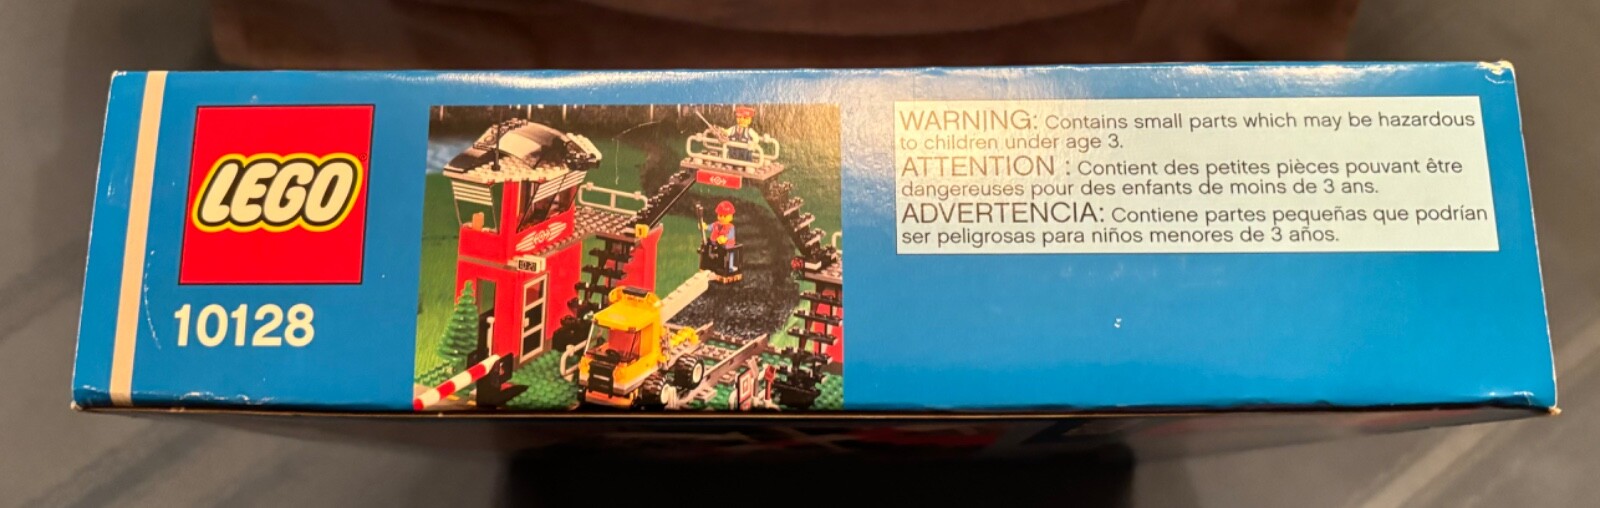 LEGO
10128
WARNING: Contains small parts which may be hazardous
to children under age 3.
ATTENTION : Contient des petites pièces pouvant être
dangereuses pour des enfants de moins de 3 ans.
ADVERTENCIA: Contiene partes pequeñas que podrían
ser peligrosas para niños menores de 3 años.